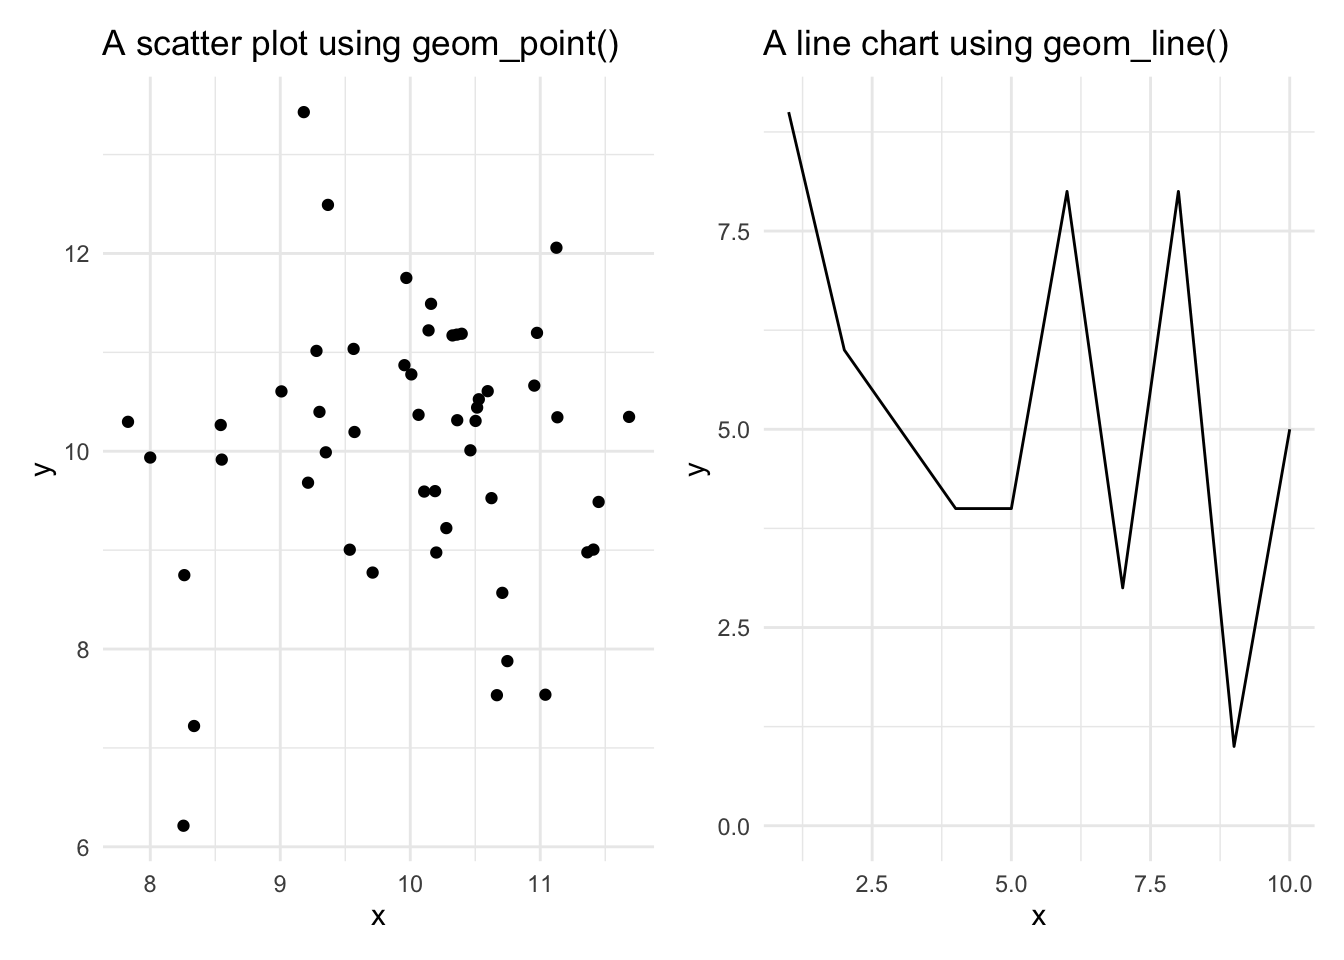 A scatter plot using geom_point()
12
10
8
6
y
8 9 10 11
x
A line chart using geom_line()
7.5
5.0
2.5
0.0
y
2.5 5.0 7.5 10.0
x